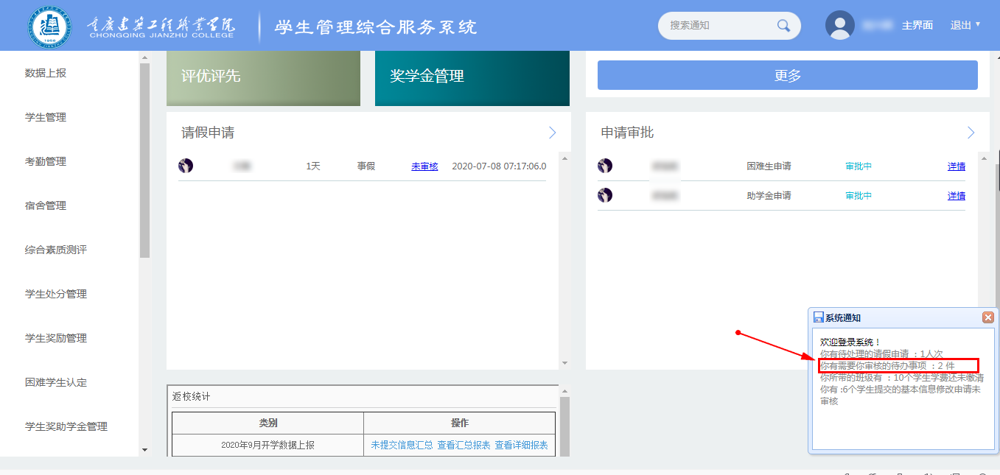 重庆建筑工程职业学院
CHONGQING JIANZHU COLLEGE
学生管理综合服务系统
搜索通知
主界面
退出
数据上报
学生管理
考勤管理
宿舍管理
综合素质测评
学生处分管理
学生奖励管理
困难学生认定
学生奖助学金管理
评优评先
奖学金管理
更多
请假申请
1天 事假 未审核 2020-07-08 07:17:06.0
申请审批
困难生申请 审批中 详情
助学金申请 审批中 详情
返校统计
类别 操作
2020年9月开学数据上报 未提交信息汇总 查看汇总报表 查看详细报表
系统通知
欢迎登录系统！
你有待处理的请假申请 ：1人次
你有需要你审核的待办事项 ：2 件
你所带的班级有 ：10个学生学费还未缴清
你有 :6个学生提交的基本信息修改申请未
审核